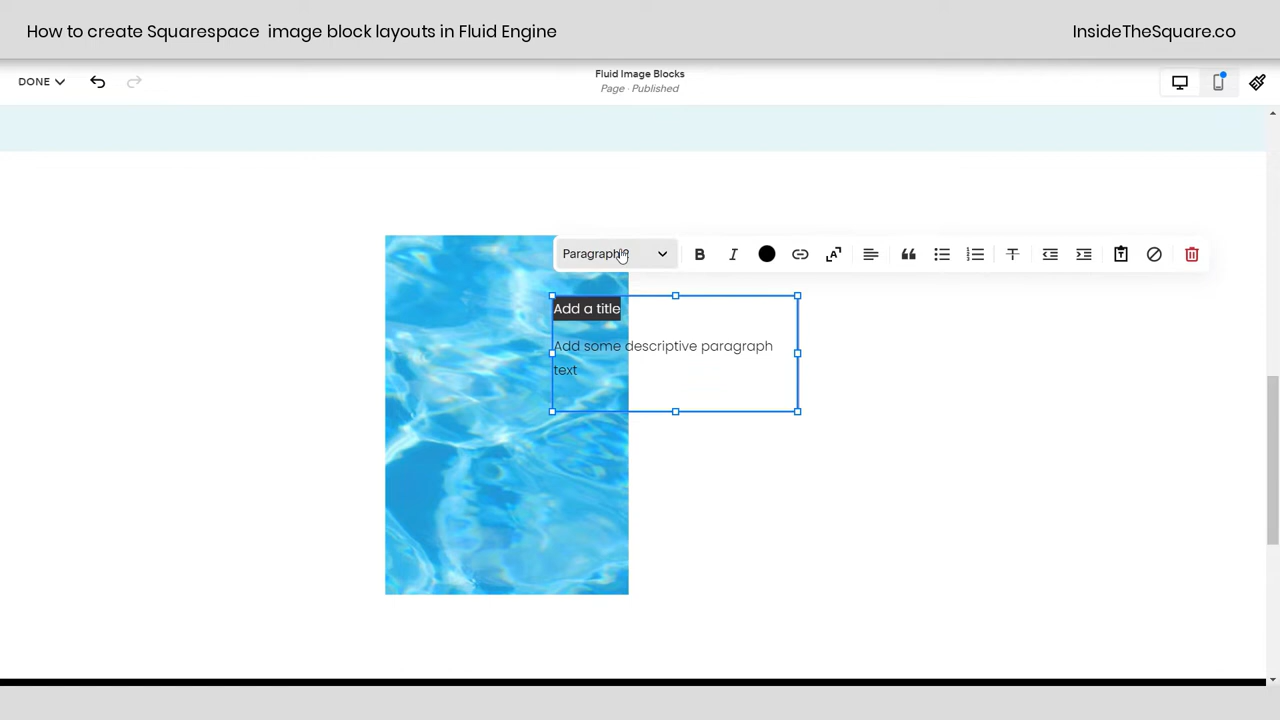 How to create Squarespace image block layouts in Fluid Engine
InsideTheSquare.co
DONE
Fluid Image Blocks
Page · Published
Paragraph 2
B I T
Add a title
Add some descriptive paragraph
text